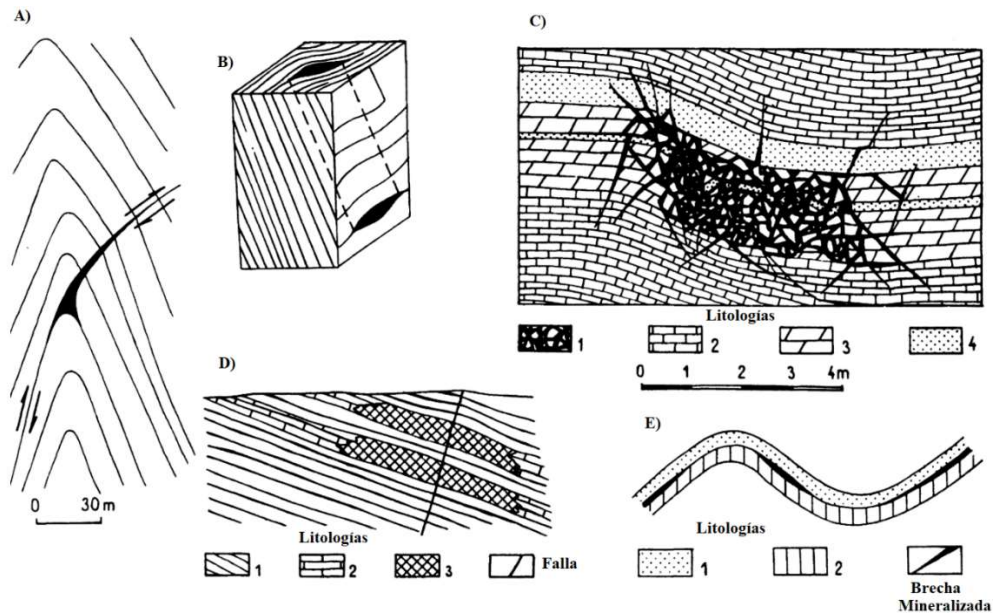 A)
0 30 m
B)
C)
Litologías
1 2 3 4
0 1 2 3 4m
D)
Litologías
1 2 3 Falla
E)
Litologías
1 2
Brecha
Mineralizada